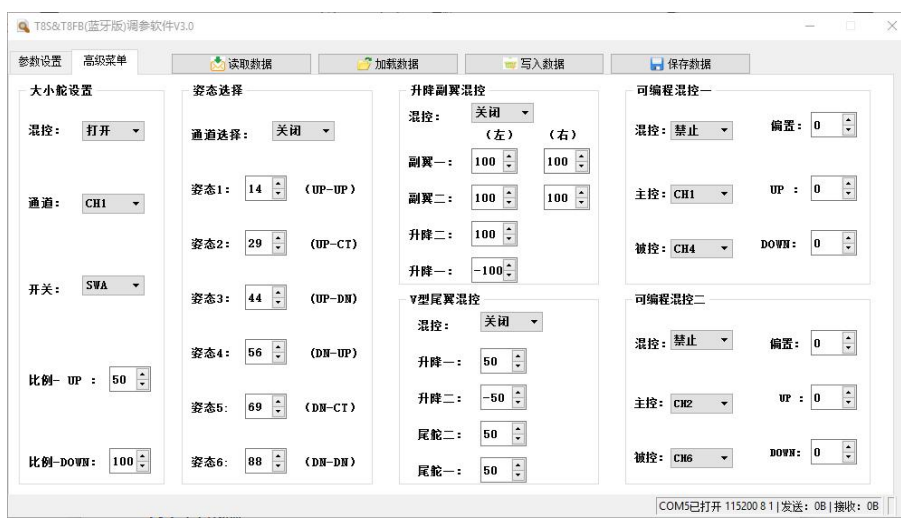 T8S&T8FB(蓝牙版)调参软件V3.0
参数设置 高级菜单 读取数据 加载数据 写入数据 保存数据
大小舵设置
混控: 打开
通道: CH1
开关: SWA
比例- UP : 50
比例-DOWN: 100
姿态选择
通道选择: 关闭
姿态1: 14 (UP-UP)
姿态2: 29 (UP-CT)
姿态3: 44 (UP-DN)
姿态4: 56 (DN-UP)
姿态5: 69 (DN-CT)
姿态6: 88 (DN-DN)
升降副翼混控
混控: 关闭
(左) (右)
副翼一: 100 100
副翼二: 100 100
升降二: 100
升降一: -100
V型尾翼混控
混控: 关闭
升降一: 50
升降二: -50
尾舵二: 50
尾舵一: 50
可编程混控一
混控: 禁止 偏置: 0
主控: CH1 UP : 0
被控: CH4 DOWN: 0
可编程混控二
混控: 禁止 偏置: 0
主控: CH2 UP : 0
被控: CH6 DOWN: 0
COM5已打开 115200 8 1 发送: 0B 接收: 0B